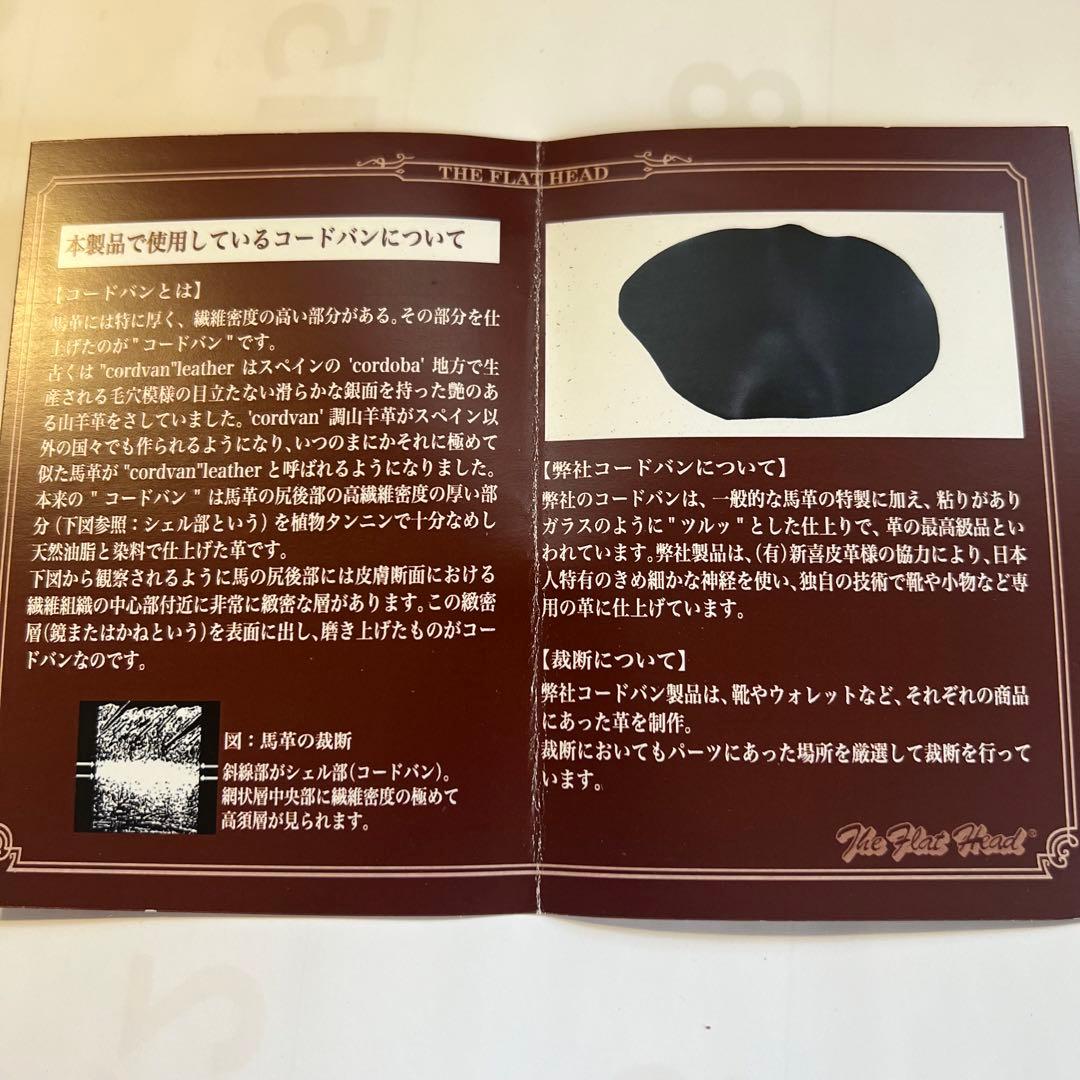 THE FLAT HEAD
本製品で使用しているコードバンについて
【コードバンとは】
馬革には特に厚く、繊維密度の高い部分がある。その部分を仕
上げたのが"コードバン"です。
古くは"cordvan"leatherはスペインの'cordoba'地方で生
産される毛穴模様の目立たない滑らかな銀面を持った艶のあ
る山羊革をさしていました。'cordvan'調山羊革がスペイン以
外の国々でも作られるようになり、いつのまにかそれに極めて
似た馬革が"cordvan"leatherと呼ばれるようになりました。
本来の"コードバン"は馬革の尻後部の高繊維密度の厚い部
分(下図参照:シェル部という)を植物タンニンで十分なめし
天然油脂と染料で仕上げた革です。
下図から観察されるように馬の尻後部には皮膚断面における
繊維組織の中心部付近に非常に緻密な層があります。この緻密
層(鏡またはかねという)を表面に出し、磨き上げたものがコー
ドバンなのです。
図:馬革の裁断
斜線部がシェル部(コードバン)。
網状層中央部に繊維密度の極めて
高須層が見られます。
【弊社コードバンについて】
弊社のコードバンは、一般的な馬革の特製に加え、粘りがあり
ガラスのように"ツルッ"とした仕上りで、革の最高級品とい
われています。弊社製品は、(有)新喜皮革様の協力により、日本
人特有のきめ細かな神経を使い、独自の技術で靴や小物など専
用の革に仕上げています。
【裁断について】
弊社コードバン製品は、靴やウォレットなど、それぞれの商品
にあった革を制作。
裁断においてもパーツにあった場所を厳選して裁断を行って
います。
The Flat Head®
5
8
2